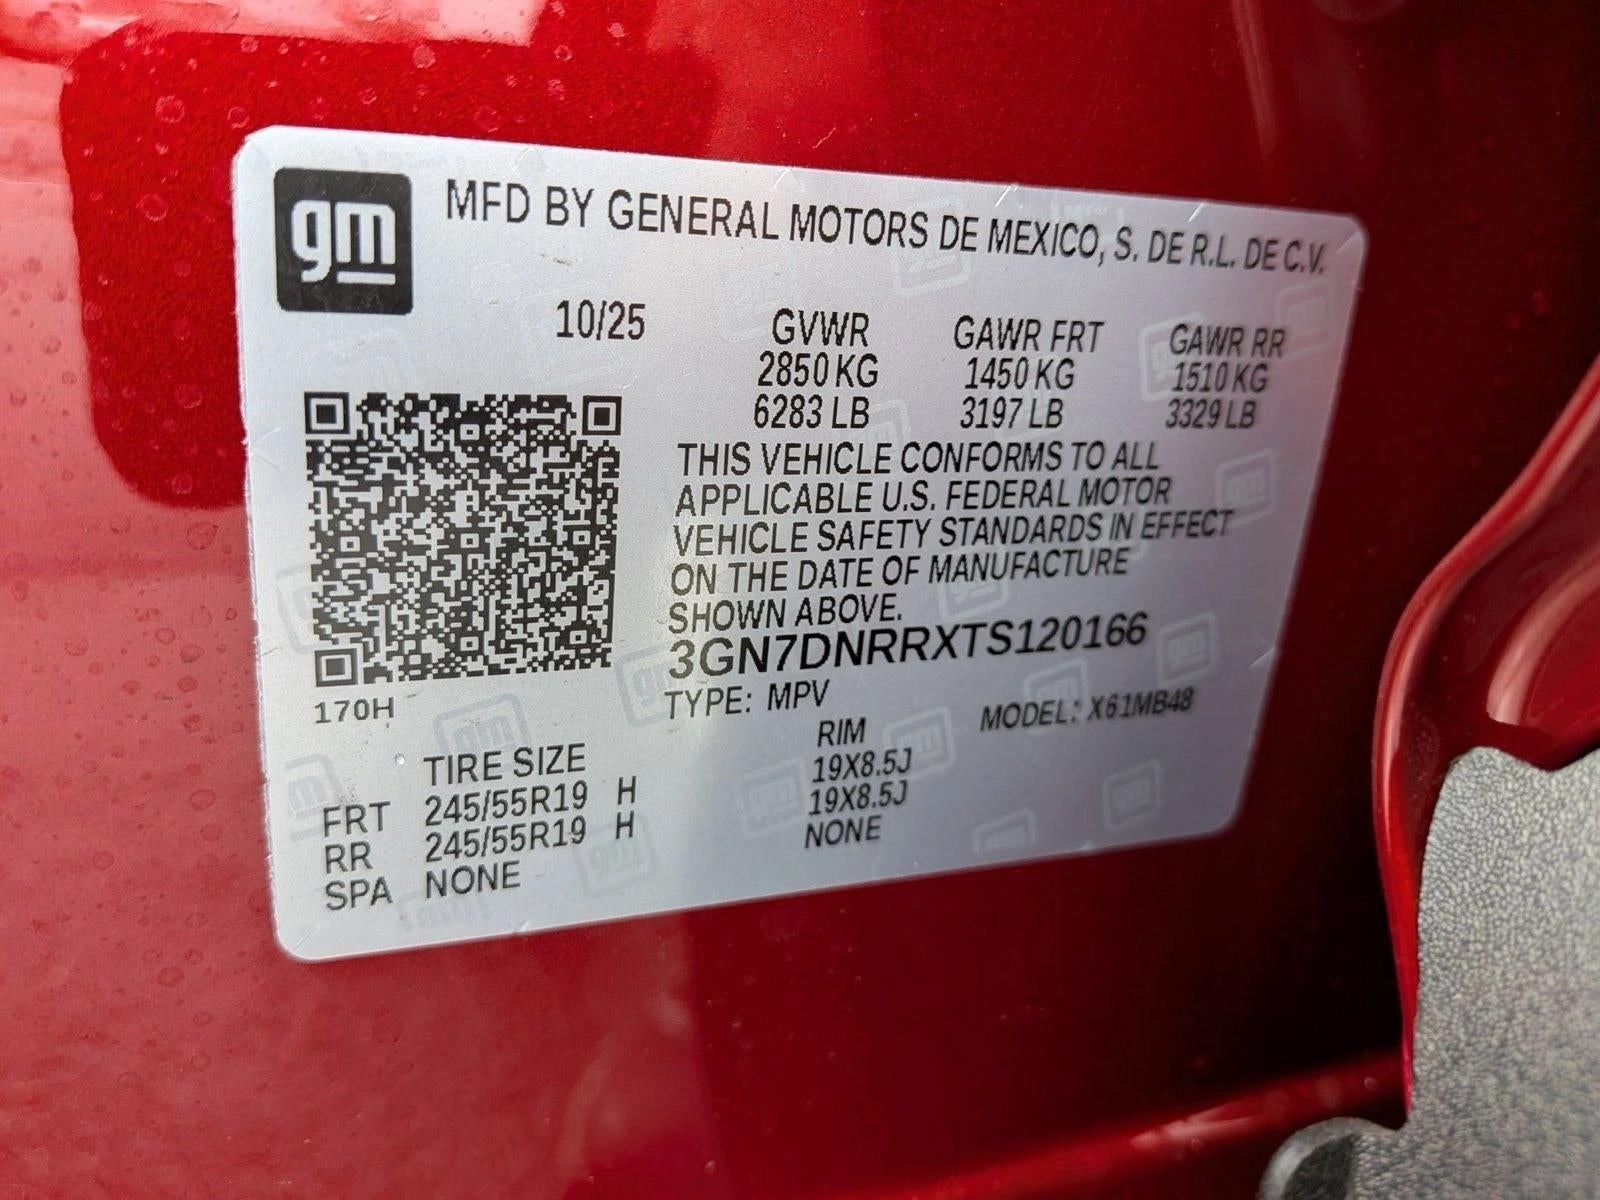 gm
MFD BY GENERAL MOTORS DE MEXICO, S. DE R.L. DE C.V.
10/25 GVWR GAWR FRT GAWR RR
2850 KG 1450 KG 1510 KG
6283 LB 3197 LB 3329 LB
THIS VEHICLE CONFORMS TO ALL
APPLICABLE U.S. FEDERAL MOTOR
VEHICLE SAFETY STANDARDS IN EFFECT
ON THE DATE OF MANUFACTURE
SHOWN ABOVE.
3GN7DNRRXTS120166
170H
TYPE: MPV MODEL: X61MB48
TIRE SIZE RIM
FRT 245/55R19 H 19X8.5J
RR 245/55R19 H 19X8.5J
SPA NONE NONE